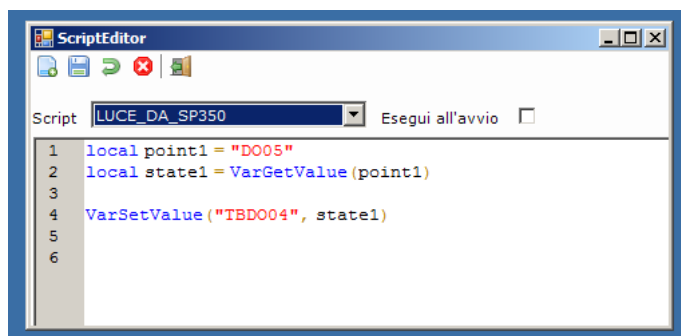 ScriptEditor
Script LUCE_DA_SP350 Esegui all'avvio
1 local point1 = "DO05"
2 local state1 = VarGetValue(point1)
3
4 VarSetValue("TBDO04", state1)
5
6